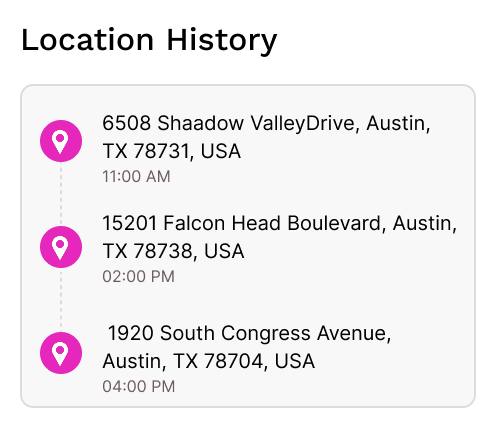 Location History
6508 Shaadow ValleyDrive, Austin,
TX 78731, USA
11:00 AM
15201 Falcon Head Boulevard, Austin,
TX 78738, USA
02:00 PM
1920 South Congress Avenue,
Austin, TX 78704, USA
04:00 PM